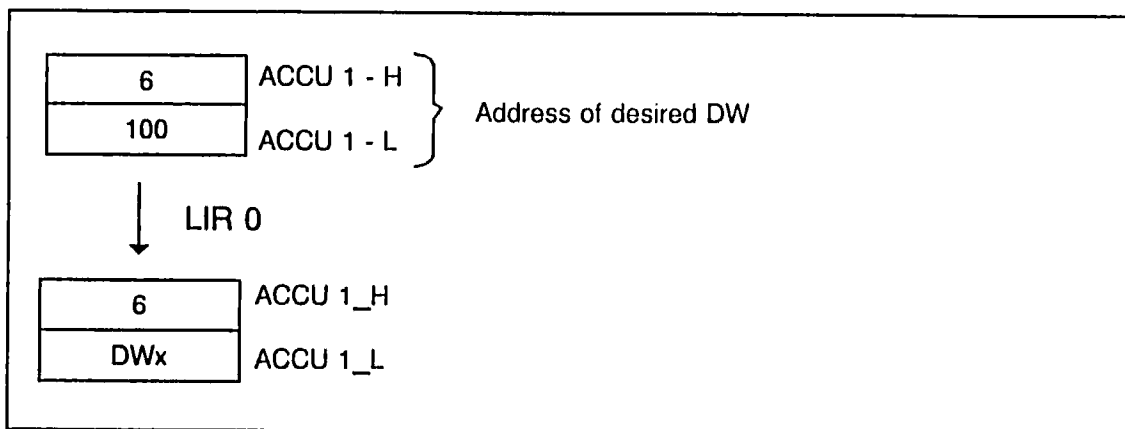 6 ACCU 1 - H
100 ACCU 1 - L
Address of desired DW
LIR 0
6 ACCU 1_H
DWx ACCU 1_L